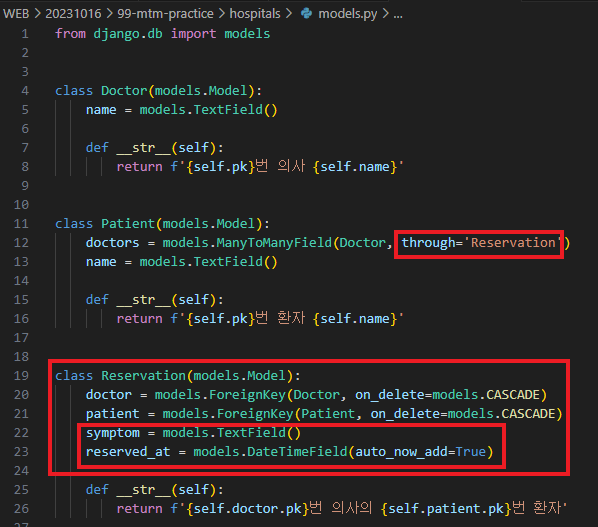 WEB > 20231016 > 99-mtm-practice > hospitals > models.py > ...
1 from django.db import models
2
3
4 class Doctor(models.Model):
5     name = models.TextField()
6
7     def __str__(self):
8         return f'{self.pk}번 의사 {self.name}'
9
10
11 class Patient(models.Model):
12     doctors = models.ManyToManyField(Doctor, through='Reservation')
13     name = models.TextField()
14
15     def __str__(self):
16         return f'{self.pk}번 환자 {self.name}'
17
18
19 class Reservation(models.Model):
20     doctor = models.ForeignKey(Doctor, on_delete=models.CASCADE)
21     patient = models.ForeignKey(Patient, on_delete=models.CASCADE)
22     symptom = models.TextField()
23     reserved_at = models.DateTimeField(auto_now_add=True)
24
25     def __str__(self):
26         return f'{self.doctor.pk}번 의사의 {self.patient.pk}번 환자'